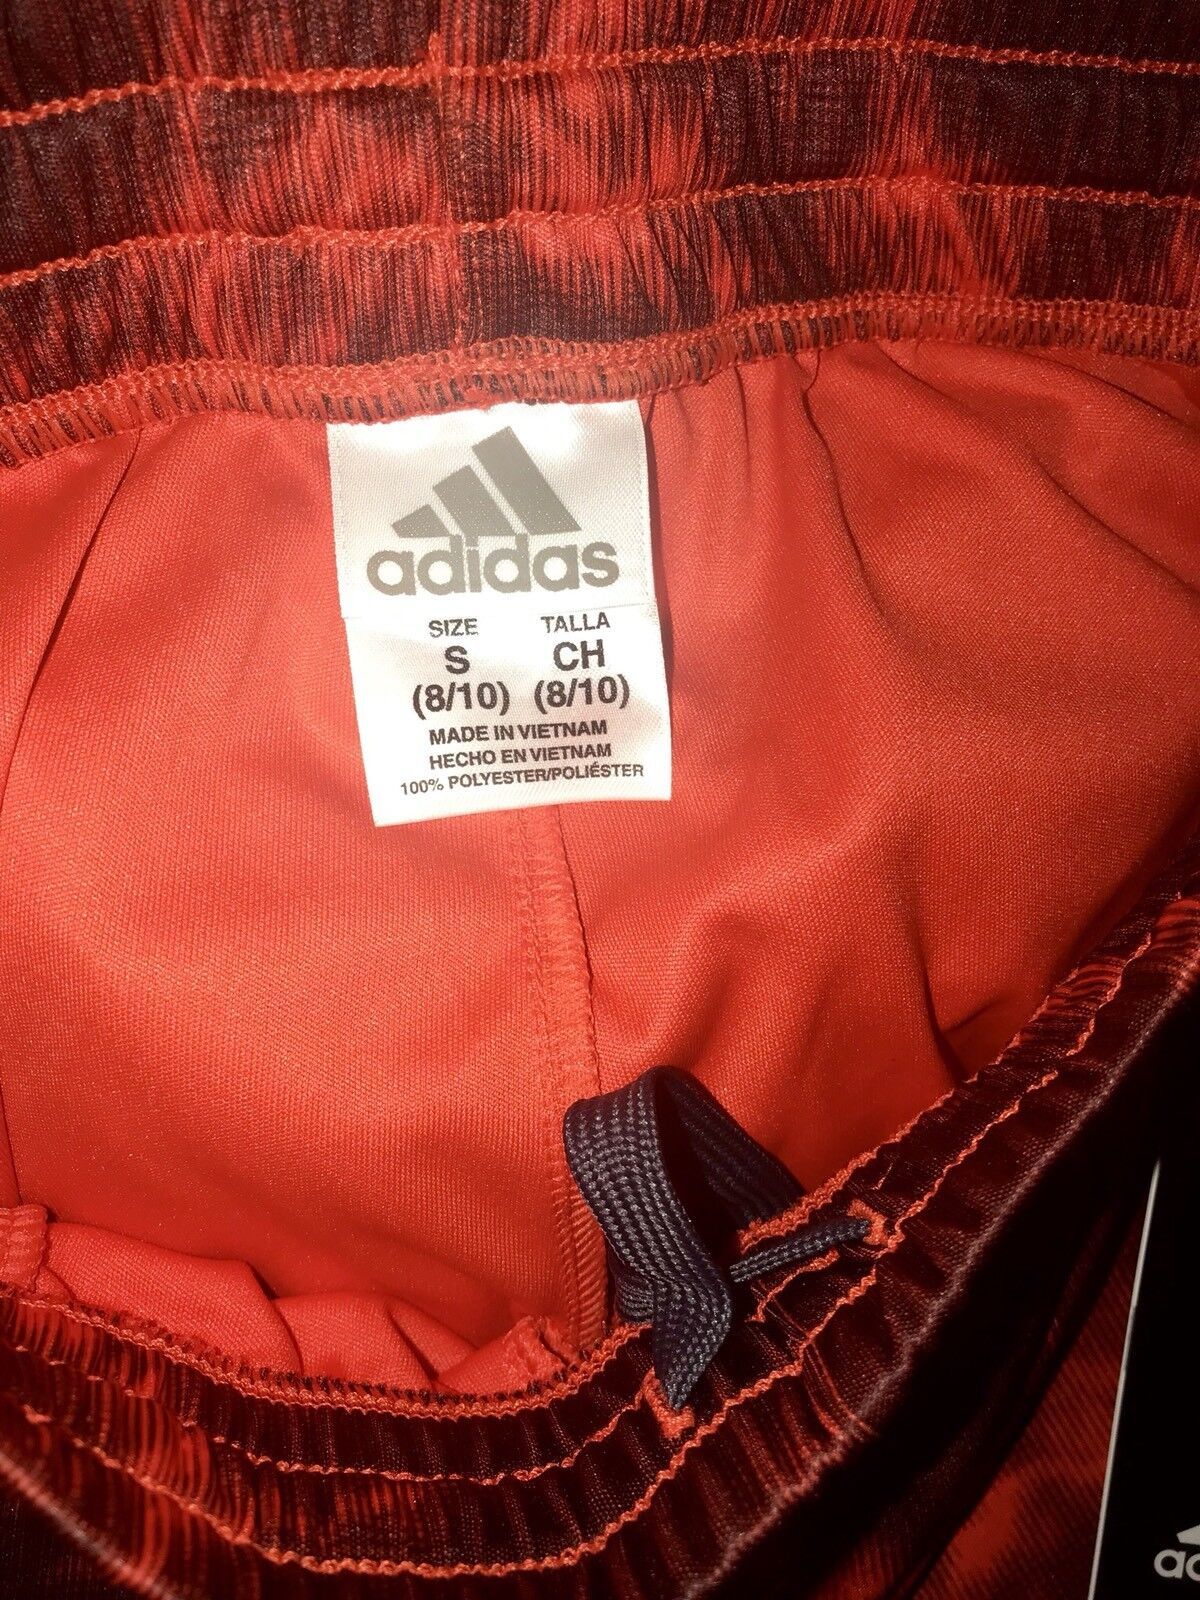 adidas
SIZE TALLA
S CH
(8/10) (8/10)
MADE IN VIETNAM
HECHO EN VIETNAM
100% POLYESTER/POLIÉSTER